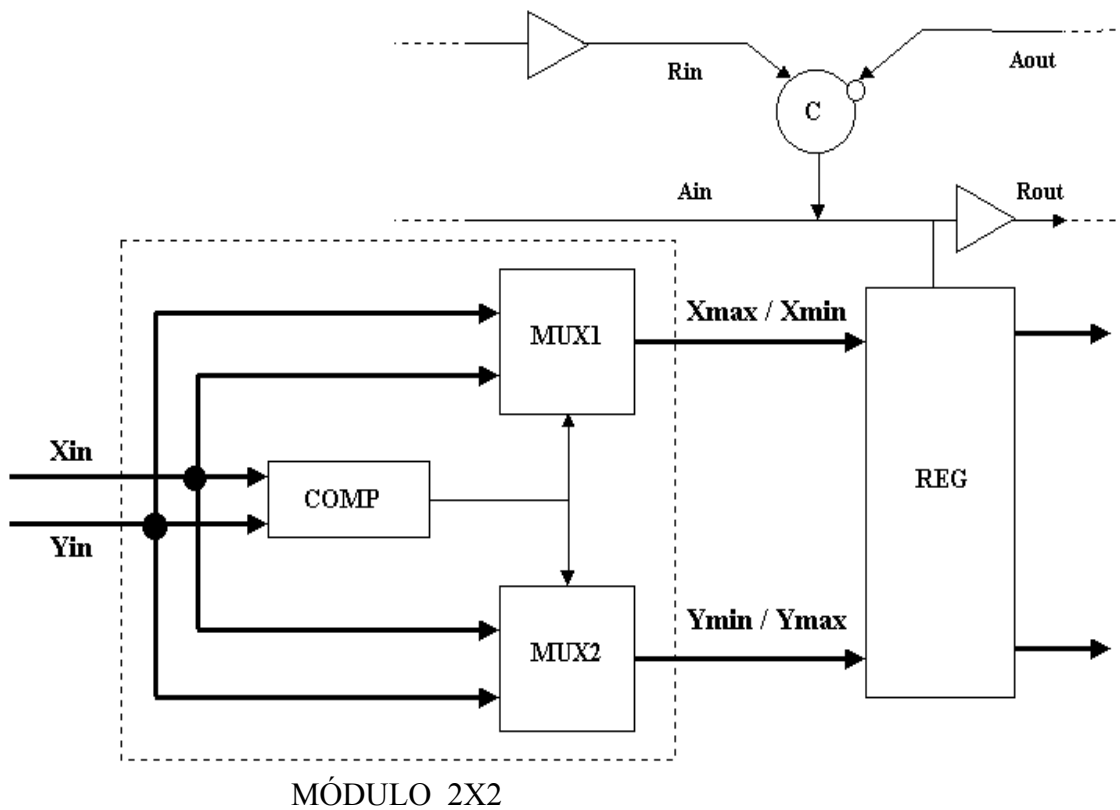 Rin
Aout
C
Ain
Rout
Xmax / Xmin
MUX1
Xin
COMP
REG
Yin
Ymin / Ymax
MUX2
MÓDULO 2X2